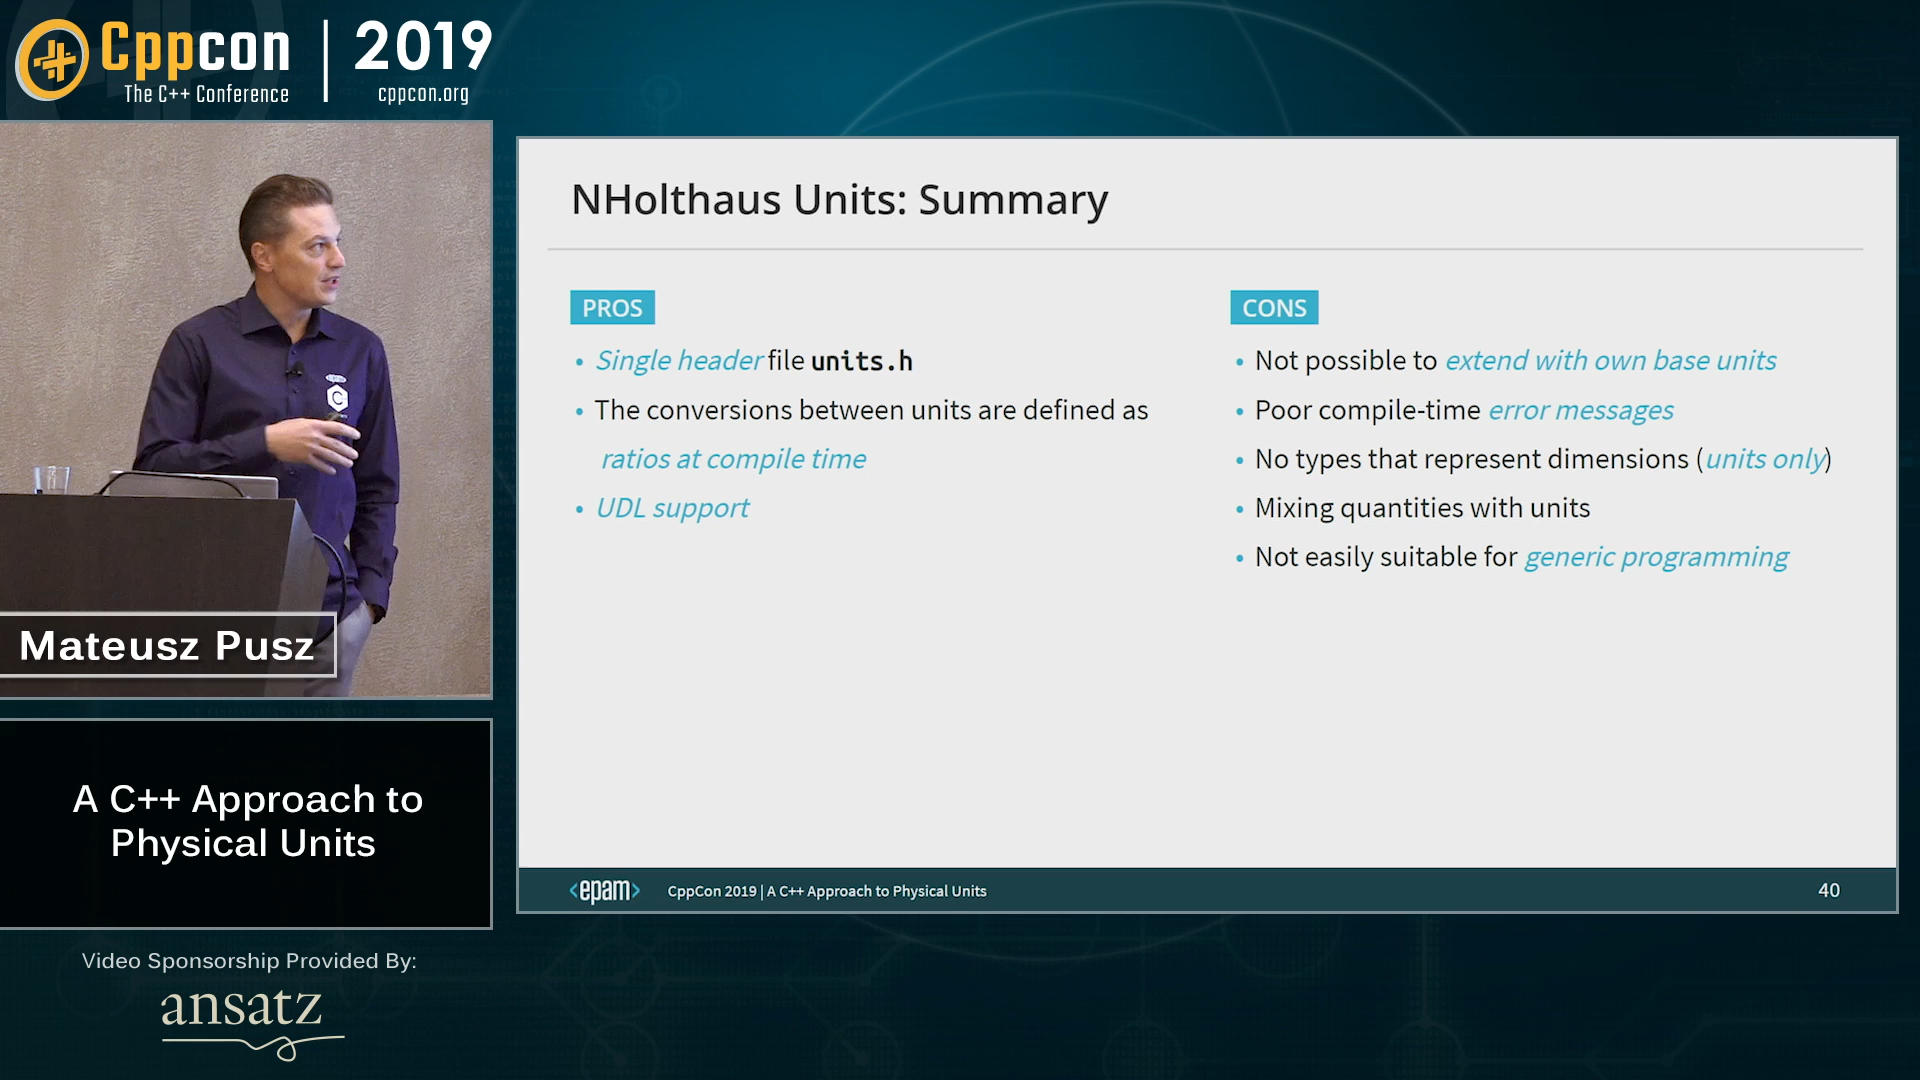 Cppcon
The C++ Conference
2019
cppcon.org
Mateusz Pusz
A C++ Approach to
Physical Units
Video Sponsorship Provided By:
ansatz
NHolthaus Units: Summary
PROS
• Single header file units.h
• The conversions between units are defined as
ratios at compile time
• UDL support
CONS
• Not possible to extend with own base units
• Poor compile-time error messages
• No types that represent dimensions (units only)
• Mixing quantities with units
• Not easily suitable for generic programming
<epam>
CppCon 2019 | A C++ Approach to Physical Units
40